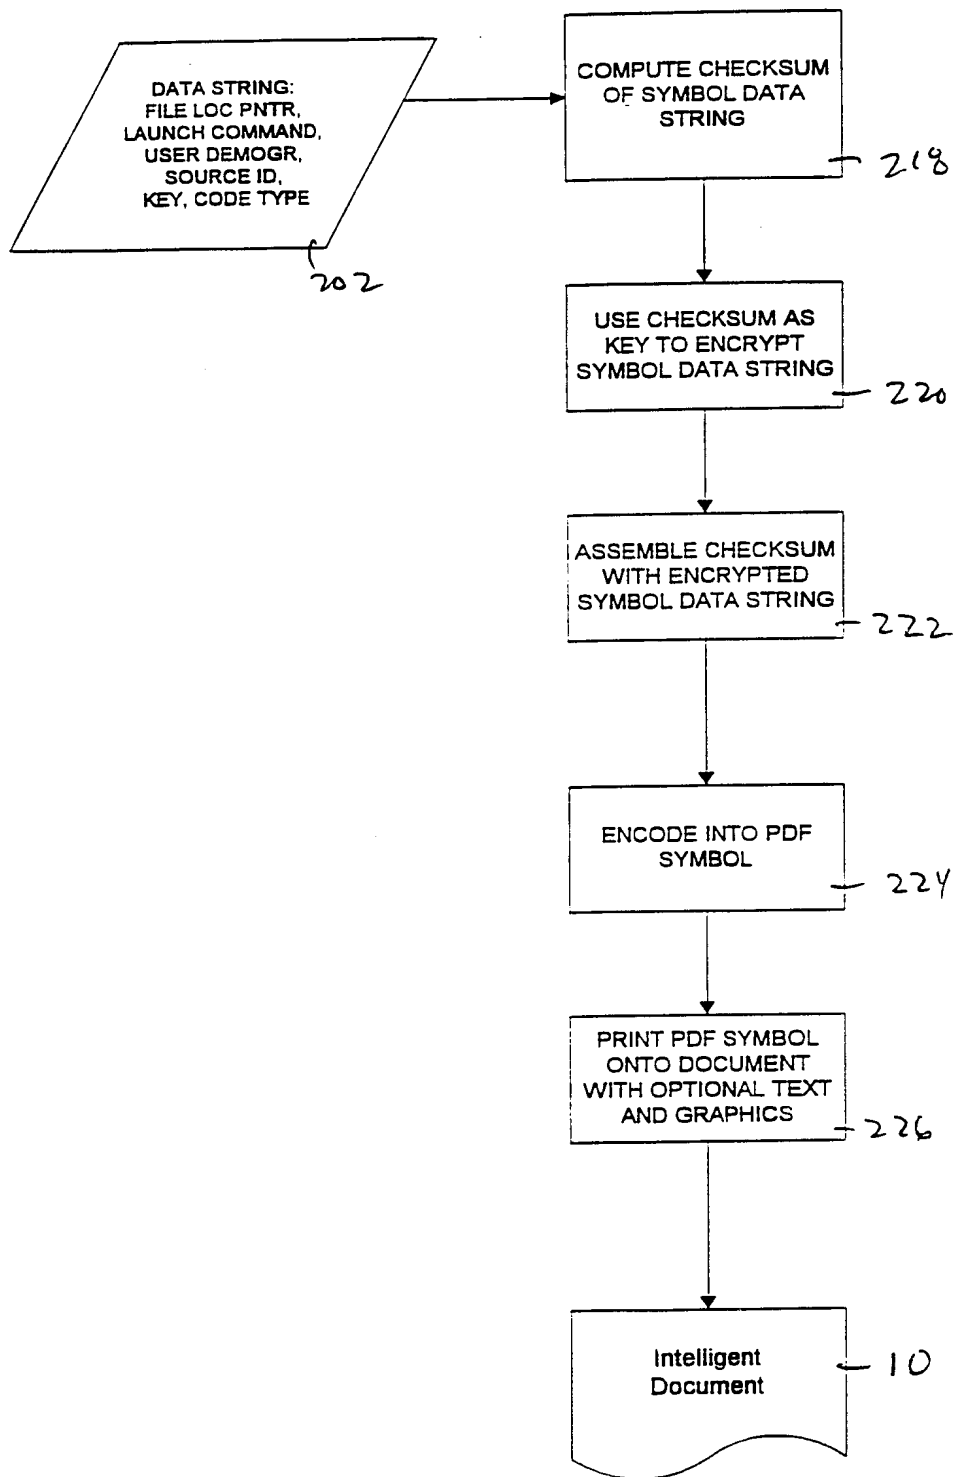 DATA STRING:
FILE LOC PNTR,
LAUNCH COMMAND,
USER DEMOGR,
SOURCE ID,
KEY, CODE TYPE
202
COMPUTE CHECKSUM
OF SYMBOL DATA
STRING
218
USE CHECKSUM AS
KEY TO ENCRYPT
SYMBOL DATA STRING
220
ASSEMBLE CHECKSUM
WITH ENCRYPTED
SYMBOL DATA STRING
222
ENCODE INTO PDF
SYMBOL
224
PRINT PDF SYMBOL
ONTO DOCUMENT
WITH OPTIONAL TEXT
AND GRAPHICS
226
Intelligent
Document
10